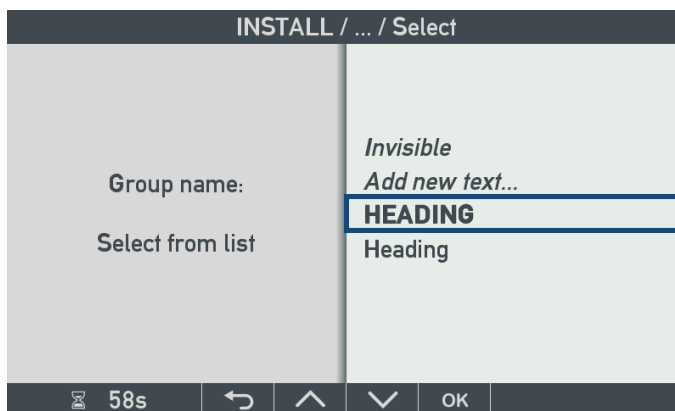 INSTALL / ... / Select
Group name:
Select from list
Invisible
Add new text...
HEADING
Heading
58s
OK